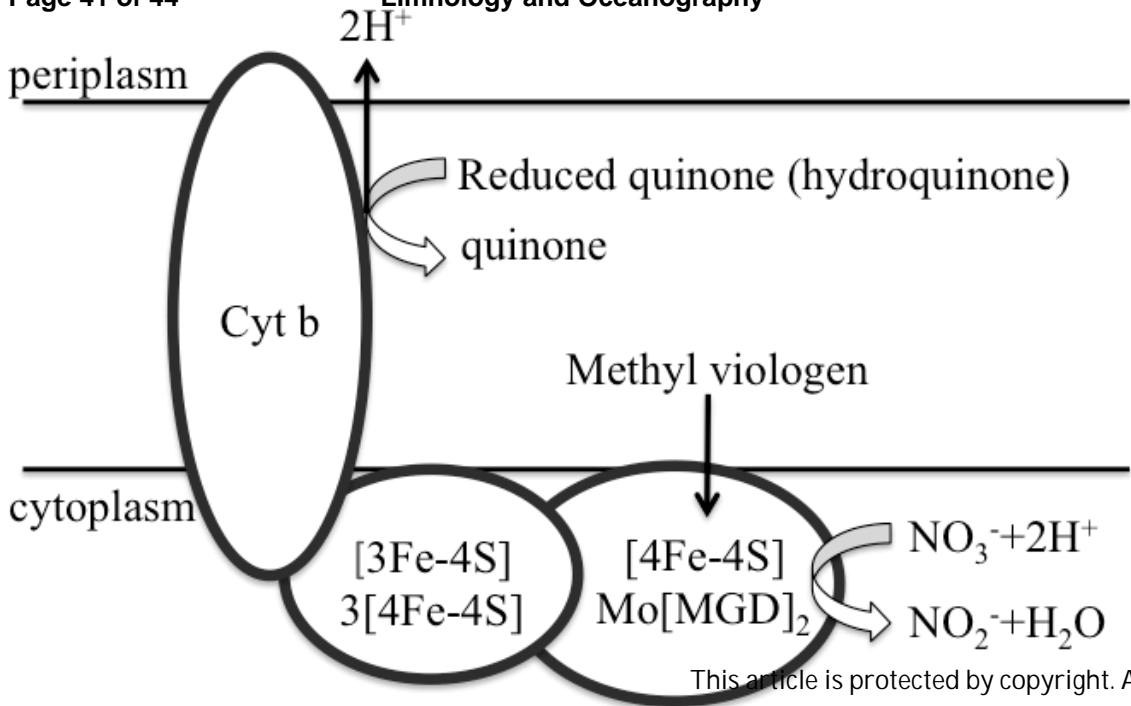 Page 41 of 44 Limnology and Oceanography
2H⁺
periplasm
Reduced quinone (hydroquinone)
quinone
Cyt b
Methyl viologen
cytoplasm
[3Fe-4S]
3[4Fe-4S]
[4Fe-4S]
Mo[MGD]₂
NO₃⁻+2H⁺
NO₂⁻+H₂O
This article is protected by copyright. A